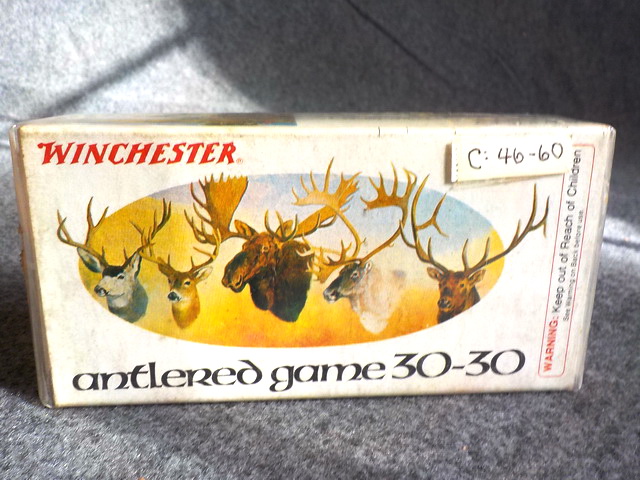 WINCHESTER®
C: 46-60
antlered game 30-30
WARNING: Keep out of Reach of Children
See Warning on Back before use